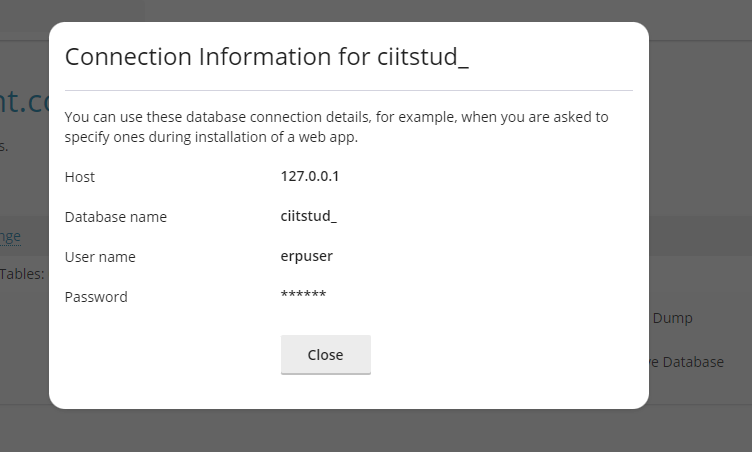 Connection Information for ciitstud_
nt.co
You can use these database connection details, for example, when you are asked to
specify ones during installation of a web app.
s.
Host 127.0.0.1
Database name ciitstud_
nge
User name erpuser
Tables:
Password ******
Dump
Close
ve Database